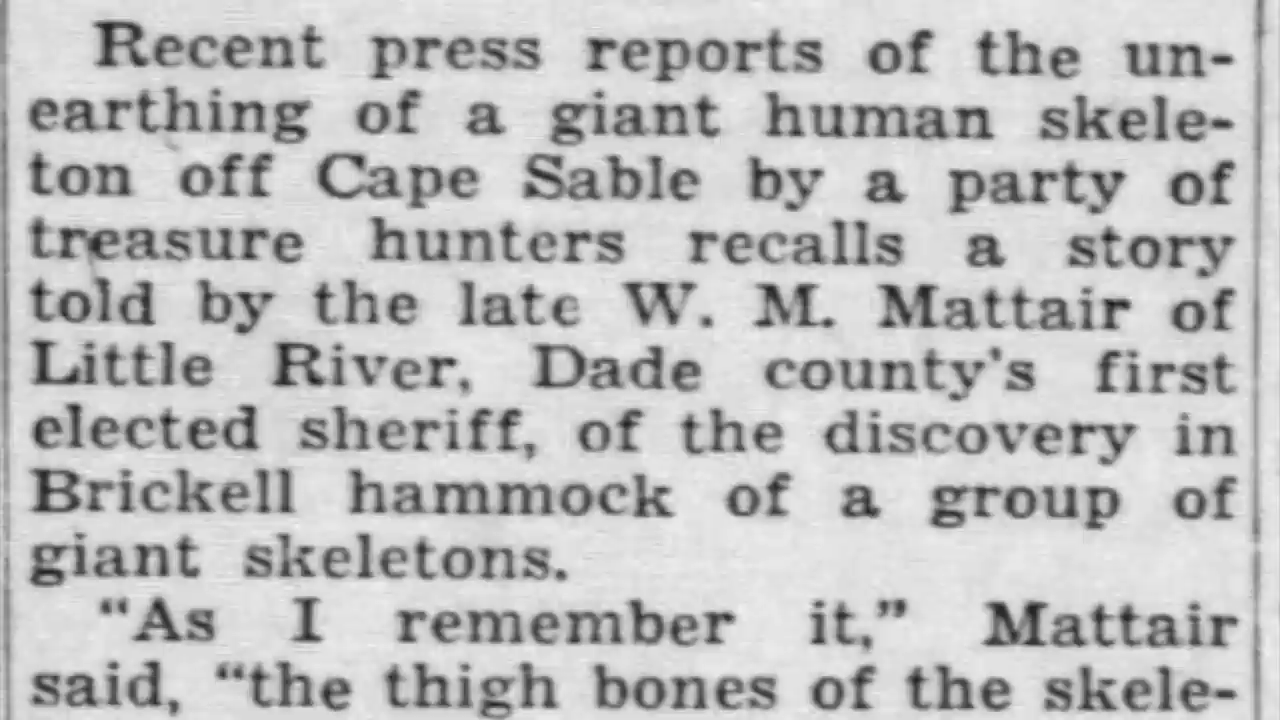 Recent press reports of the un-
earthing of a giant human skele-
ton off Cape Sable by a party of
treasure hunters recalls a story
told by the late W. M. Mattair of
Little River, Dade county's first
elected sheriff, of the discovery in
Brickell hammock of a group of
giant skeletons.
"As I remember it," Mattair
said, "the thigh bones of the skele-